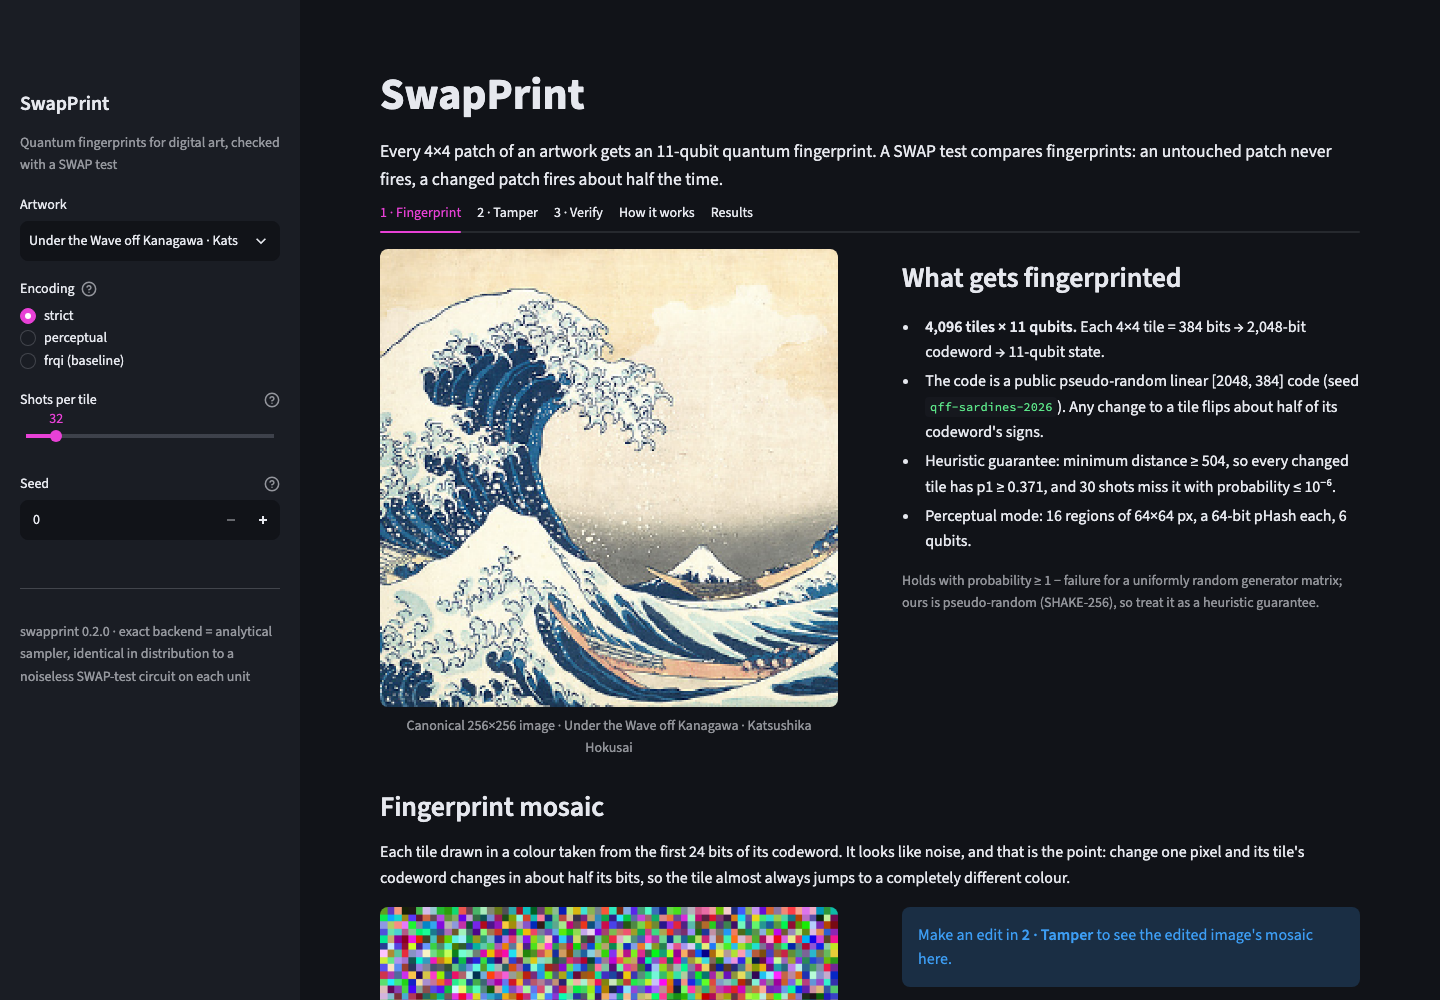 SwapPrint
Quantum fingerprints for digital art, checked
with a SWAP test
Artwork
Under the Wave off Kanagawa · Kats
Encoding
strict
perceptual
frqi (baseline)
Shots per tile
32
Seed
0
swapprint 0.2.0 · exact backend = analytical
sampler, identical in distribution to a
noiseless SWAP-test circuit on each unit
SwapPrint
Every 4×4 patch of an artwork gets an 11-qubit quantum fingerprint. A SWAP test compares fingerprints: an untouched patch never
fires, a changed patch fires about half the time.
1 · Fingerprint 2 · Tamper 3 · Verify How it works Results
Canonical 256×256 image · Under the Wave off Kanagawa · Katsushika
Hokusai
What gets fingerprinted
4,096 tiles × 11 qubits. Each 4×4 tile = 384 bits → 2,048-bit
codeword → 11-qubit state.
The code is a public pseudo-random linear [2048, 384] code (seed
qff-sardines-2026 ). Any change to a tile flips about half of its
codeword's signs.
Heuristic guarantee: minimum distance ≥ 504, so every changed
tile has p1 ≥ 0.371, and 30 shots miss it with probability ≤ 10⁻⁶.
Perceptual mode: 16 regions of 64×64 px, a 64-bit pHash each, 6
qubits.
Holds with probability ≥ 1 − failure for a uniformly random generator matrix;
ours is pseudo-random (SHAKE-256), so treat it as a heuristic guarantee.
Fingerprint mosaic
Each tile drawn in a colour taken from the first 24 bits of its codeword. It looks like noise, and that is the point: change one pixel and its tile's
codeword changes in about half its bits, so the tile almost always jumps to a completely different colour.
Make an edit in 2 · Tamper to see the edited image's mosaic
here.